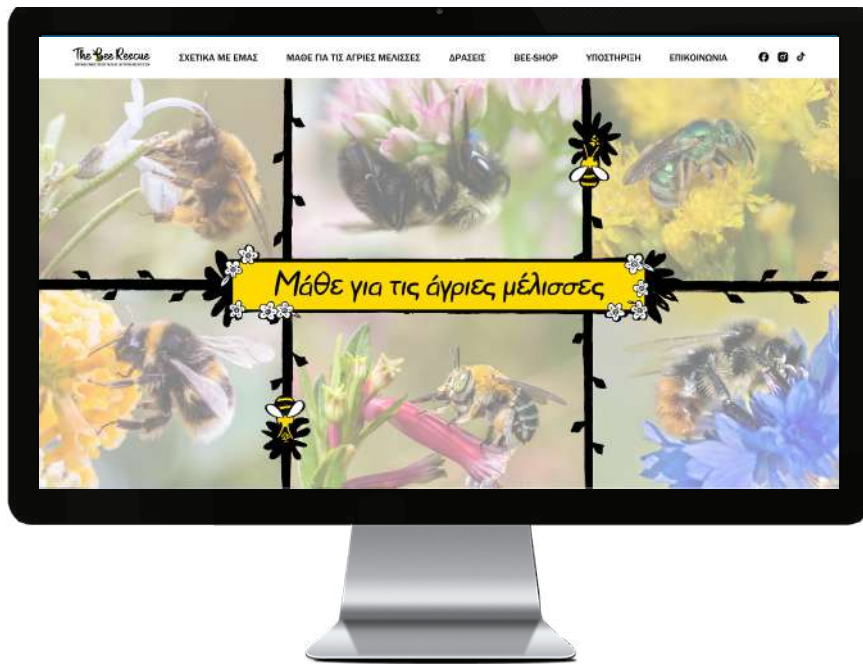 The Bee Rescue
ΣΧΕΤΙΚΑ ΜΕ ΕΜΑΣ
ΜΑΘΕ ΓΙΑ ΤΙΣ ΑΓΡΙΕΣ ΜΕΛΙΣΣΕΣ
ΔΡΑΣΕΙΣ
BEE-SHOP
ΥΠΟΣΤΗΡΙΞΗ
ΕΠΙΚΟΙΝΩΝΙΑ
Μάθε για τις άγριες μέλισσες